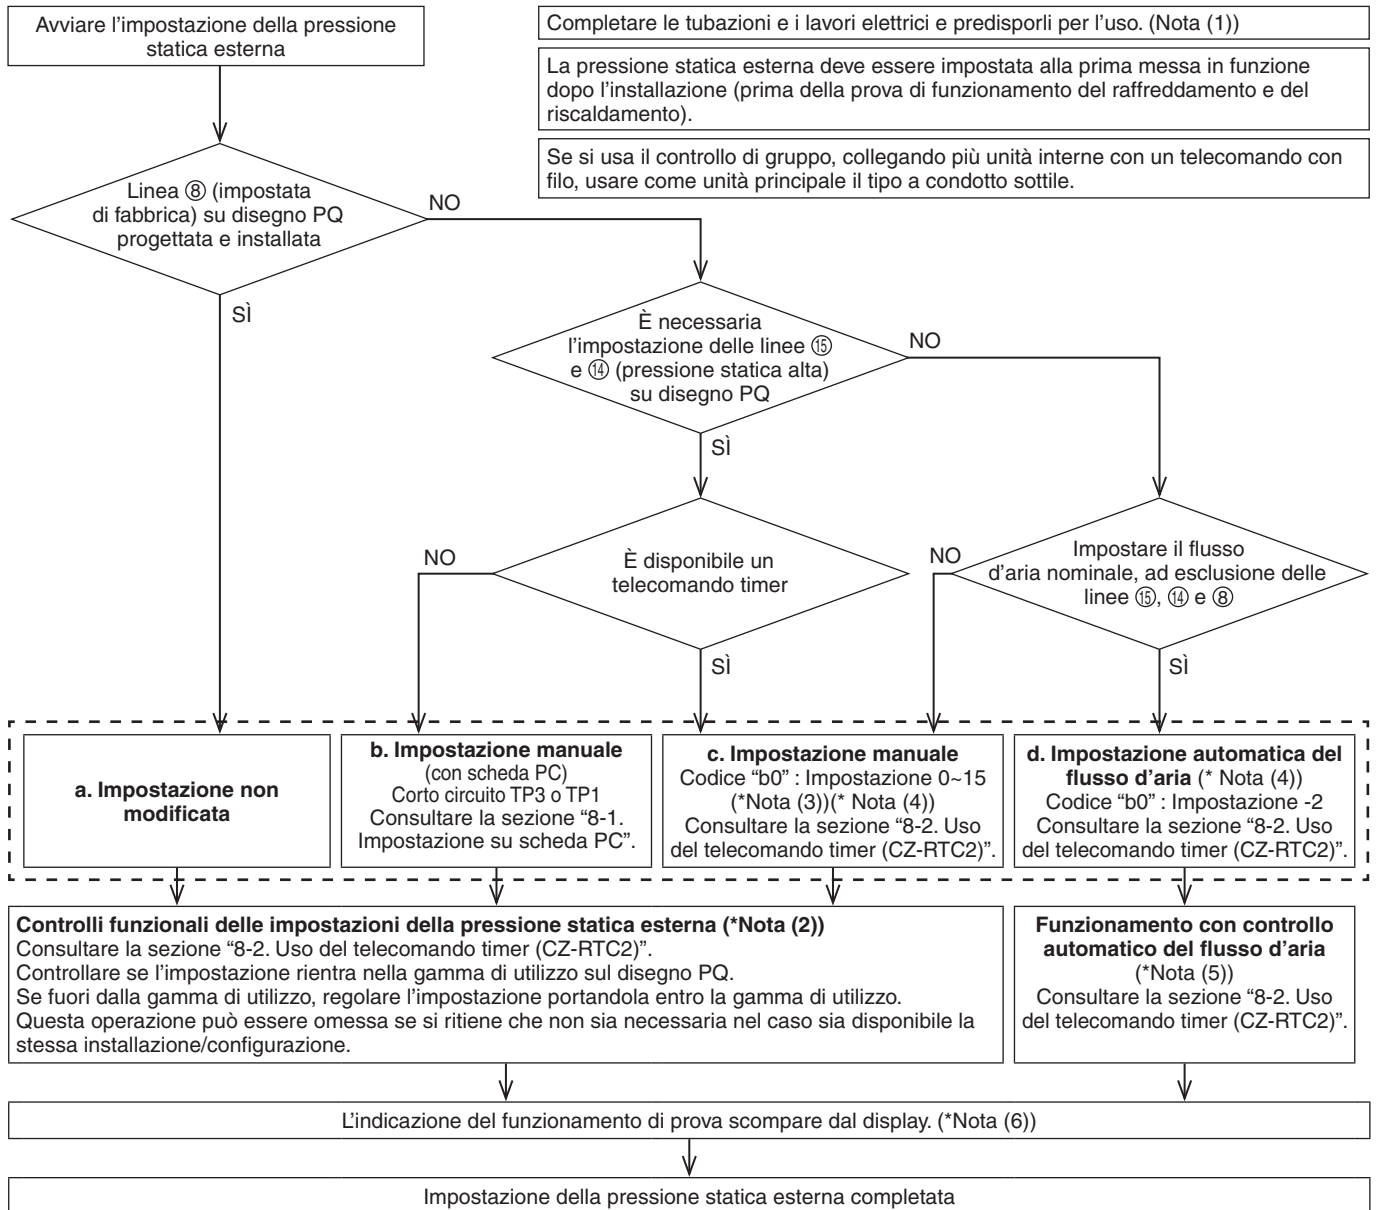 Avviare l'impostazione della pressione
statica esterna
Completare le tubazioni e i lavori elettrici e predisporli per l'uso. (Nota (1))
La pressione statica esterna deve essere impostata alla prima messa in funzione
dopo l'installazione (prima della prova di funzionamento del raffreddamento e del
riscaldamento).
Se si usa il controllo di gruppo, collegando più unità interne con un telecomando con
filo, usare come unità principale il tipo a condotto sottile.
Linea ⑧ (impostata
di fabbrica) su disegno PQ
progettata e installata
NO
SÌ
È necessaria
l'impostazione delle linee ⑮
e ⑭ (pressione statica alta)
su disegno PQ
NO
SÌ
È disponibile un
telecomando timer
NO
SÌ
Impostare il flusso
d'aria nominale, ad esclusione delle
linee ⑮, ⑭ e ⑧
NO
SÌ
a. Impostazione non
modificata
b. Impostazione manuale
(con scheda PC)
Corto circuito TP3 o TP1
Consultare la sezione “8-1.
Impostazione su scheda PC”.
c. Impostazione manuale
Codice “b0” : Impostazione 0~15
(*Nota (3))(* Nota (4))
Consultare la sezione “8-2. Uso
del telecomando timer (CZ-RTC2)”.
d. Impostazione automatica del
flusso d'aria (* Nota (4))
Codice “b0” : Impostazione -2
Consultare la sezione “8-2. Uso
del telecomando timer (CZ-RTC2)”.
Controlli funzionali delle impostazioni della pressione statica esterna (*Nota (2))
Consultare la sezione “8-2. Uso del telecomando timer (CZ-RTC2)”.
Controllare se l'impostazione rientra nella gamma di utilizzo sul disegno PQ.
Se fuori dalla gamma di utilizzo, regolare l'impostazione portandola entro la gamma di utilizzo.
Questa operazione può essere omessa se si ritiene che non sia necessaria nel caso sia disponibile la
stessa installazione/configurazione.
Funzionamento con controllo
automatico del flusso d'aria
(*Nota (5))
Consultare la sezione “8-2. Uso
del telecomando timer (CZ-RTC2)”.
L'indicazione del funzionamento di prova scompare dal display. (*Nota (6))
Impostazione della pressione statica esterna completata